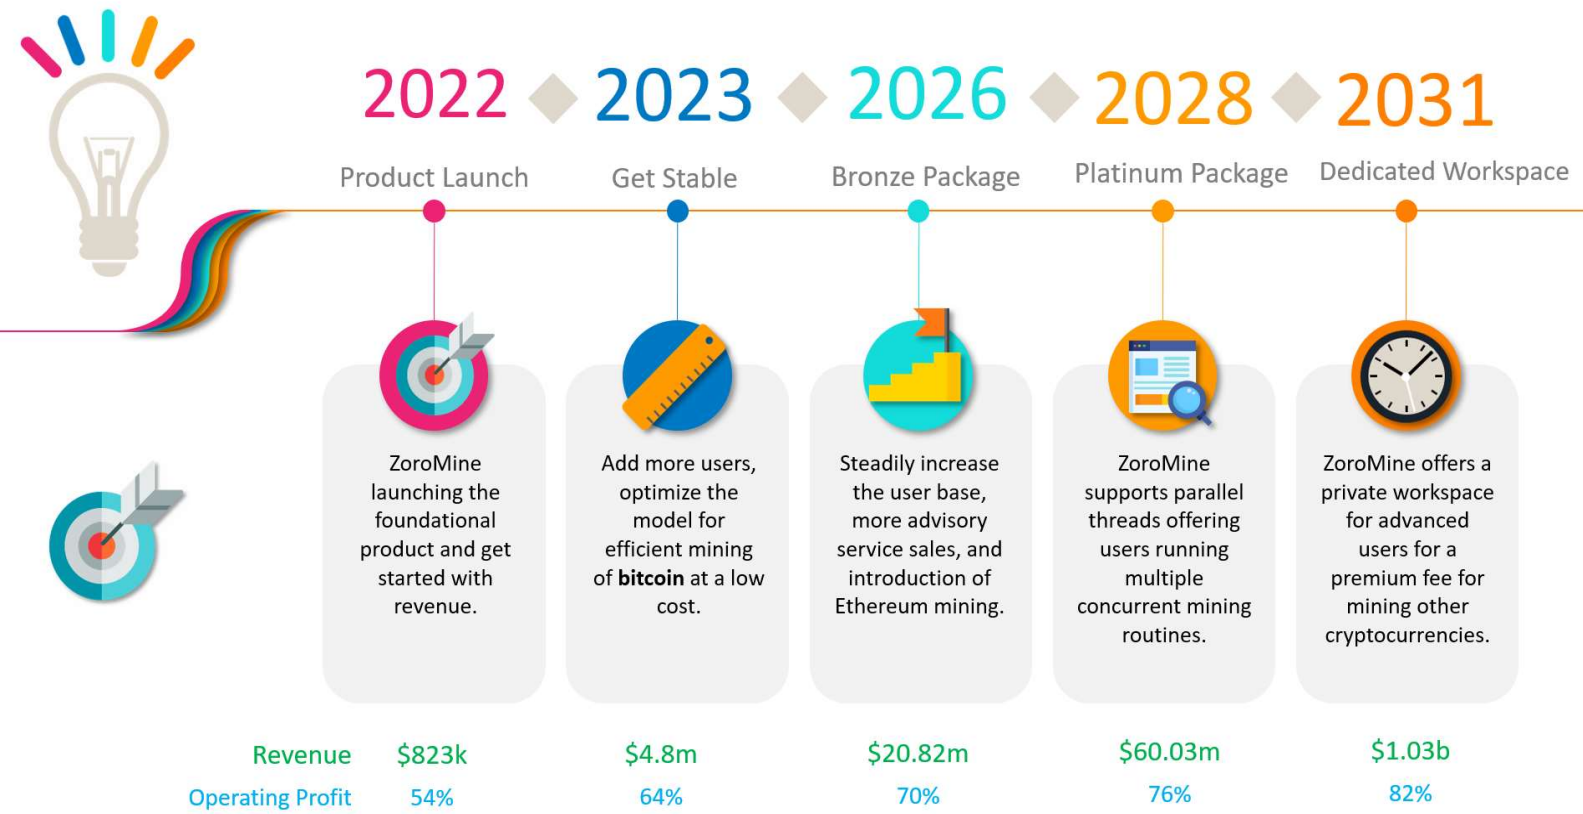 2022 2023 2026 2028 2031
Product Launch Get Stable Bronze Package Platinum Package Dedicated Workspace
ZoroMine
launching the
foundational
product and get
started with
revenue.
Add more users,
optimize the
model for
efficient mining
of bitcoin at a low
cost.
Steadily increase
the user base,
more advisory
service sales, and
introduction of
Ethereum mining.
ZoroMine
supports parallel
threads offering
users running
multiple
concurrent mining
routines.
ZoroMine offers a
private workspace
for advanced
users for a
premium fee for
mining other
cryptocurrencies.
Revenue $823k $4.8m $20.82m $60.03m $1.03b
Operating Profit 54% 64% 70% 76% 82%